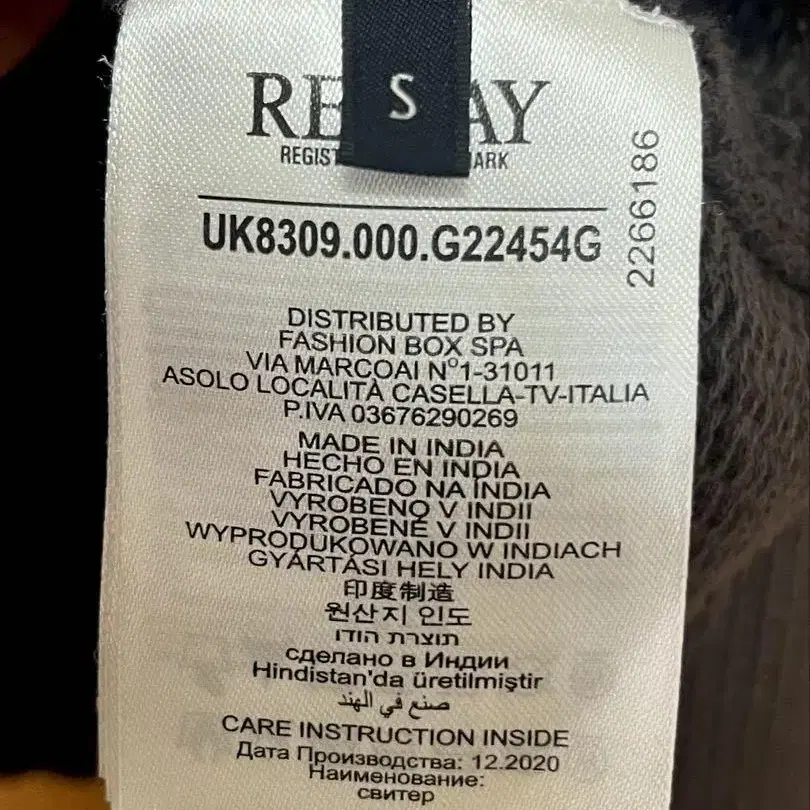 S
RE AY
REGIST ARK
UK8309.000.G22454G
2266186
DISTRIBUTED BY
FASHION BOX SPA
VIA MARCOAI N°1-31011
ASOLO LOCALITÀ CASELLA-TV-ITALIA
P.IVA 03676290269
MADE IN INDIA
HECHO EN INDIA
FABRICADO NA ÍNDIA
VYROBENO V INDII
VYROBENÉ V INDII
WYPRODUKOWANO W INDIACH
GYÁRTÁSI HELY INDIA
印度制造
원산지 인도
תוצרת הודו
сделано в Индии
Hindistan'da üretilmiştir
صنع في الهند
CARE INSTRUCTION INSIDE
Дата Производства: 12.2020
Наименование:
свитер